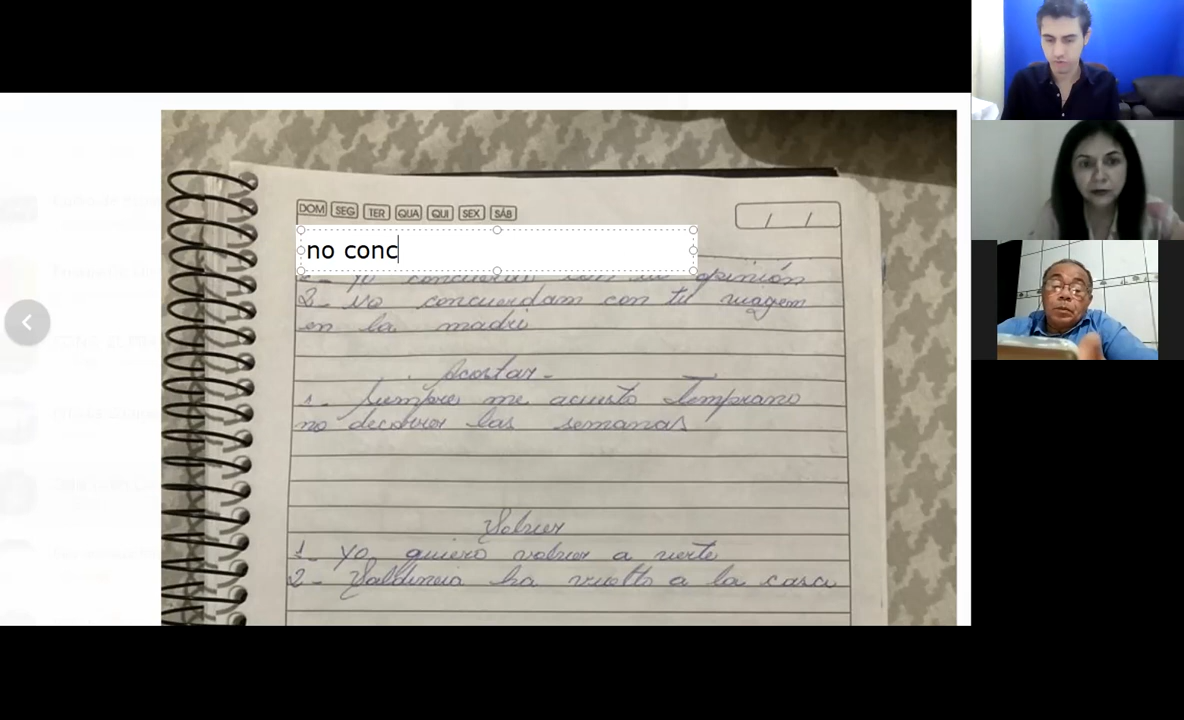 DOM SEG TER QUA QUI SEX SÁB
/ /
no conc
opinión
2- No concuerdam con tu viagem
en la madri
Acostar-
1- Siempre me acuesto Temprano
no decorrer las semanas
Volver
1- Yo quiero volver a verte
2- ha vuelto a la casa